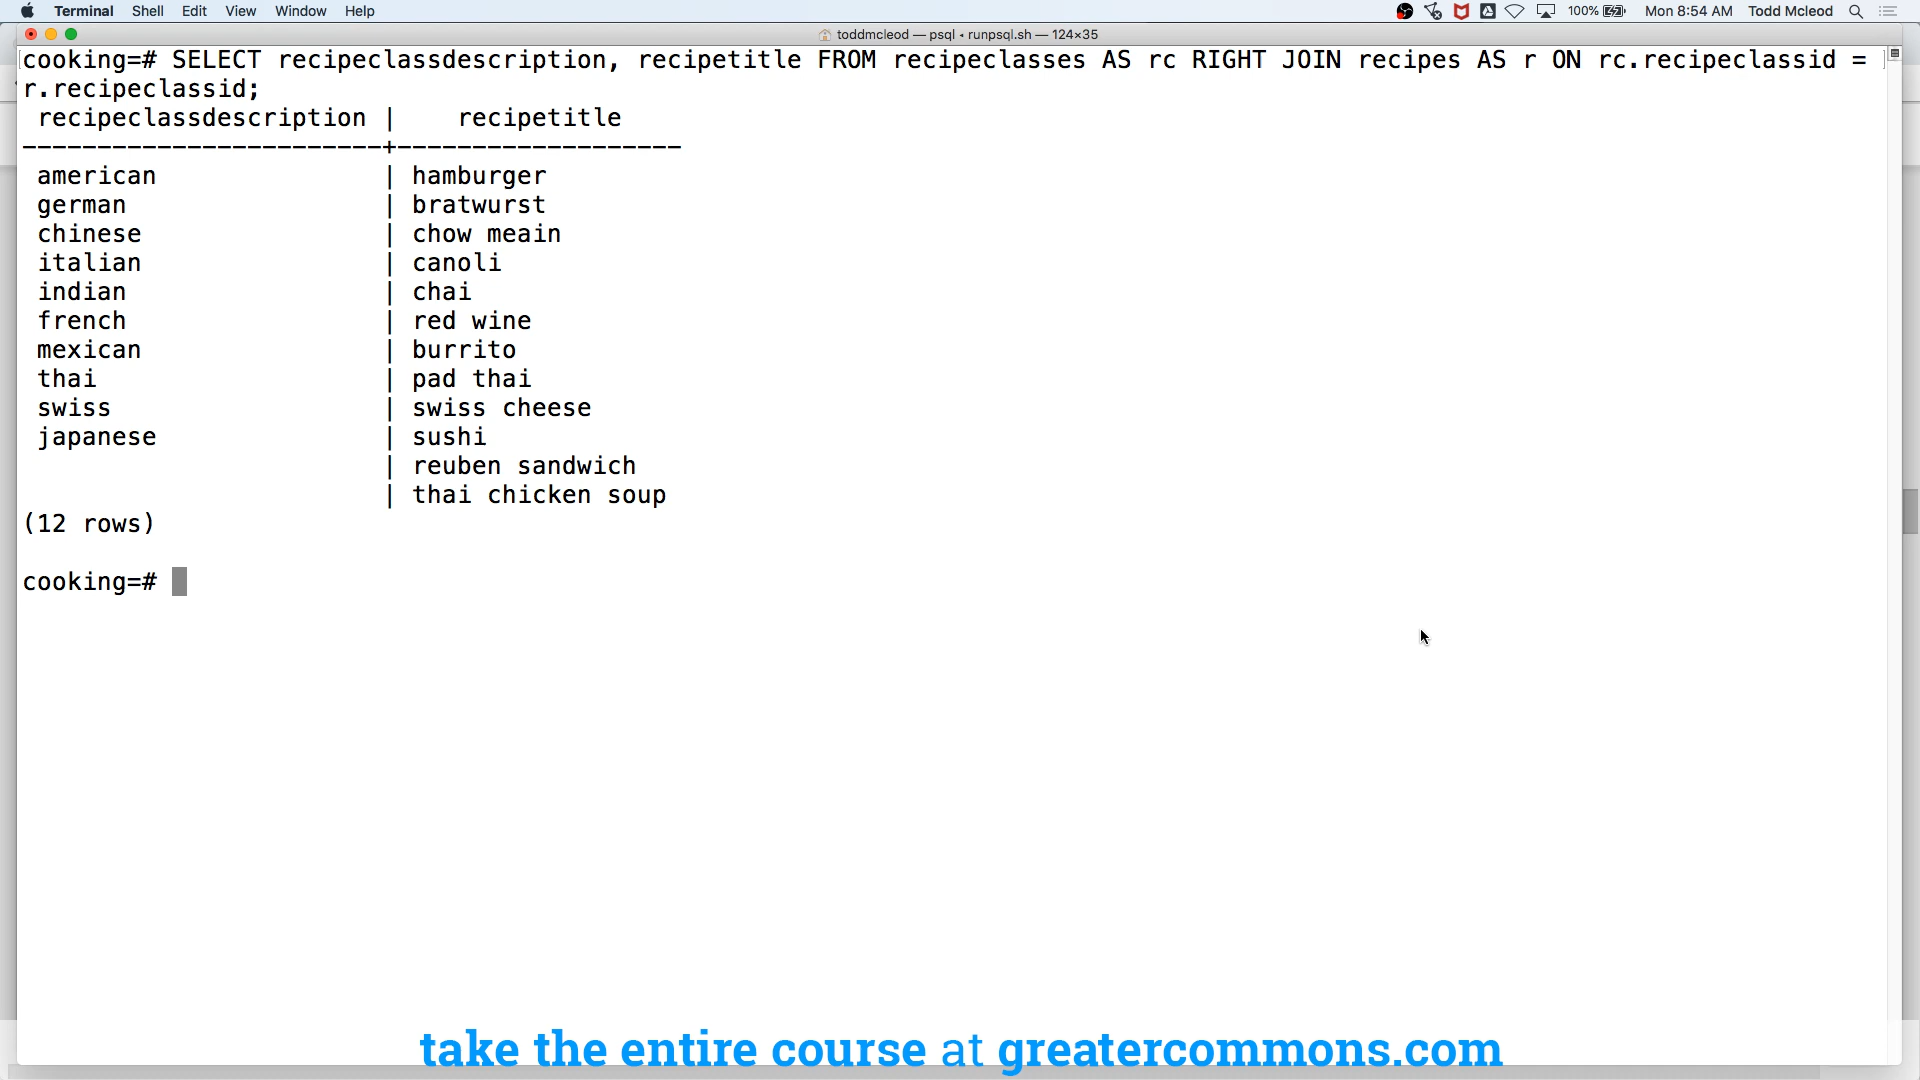 Terminal Shell Edit View Window Help 100% Mon 8:54 AM Todd Mcleod
toddmcleod — psql • runpsql.sh — 124×35
cooking=# SELECT recipeclassdescription, recipetitle FROM recipeclasses AS rc RIGHT JOIN recipes AS r ON rc.recipeclassid =
r.recipeclassid;
recipeclassdescription | recipetitle
------------------------+-------------------
american | hamburger
german | bratwurst
chinese | chow meain
italian | canoli
indian | chai
french | red wine
mexican | burrito
thai | pad thai
swiss | swiss cheese
japanese | sushi
| reuben sandwich
| thai chicken soup
(12 rows)
cooking=#
take the entire course at greatercommons.com